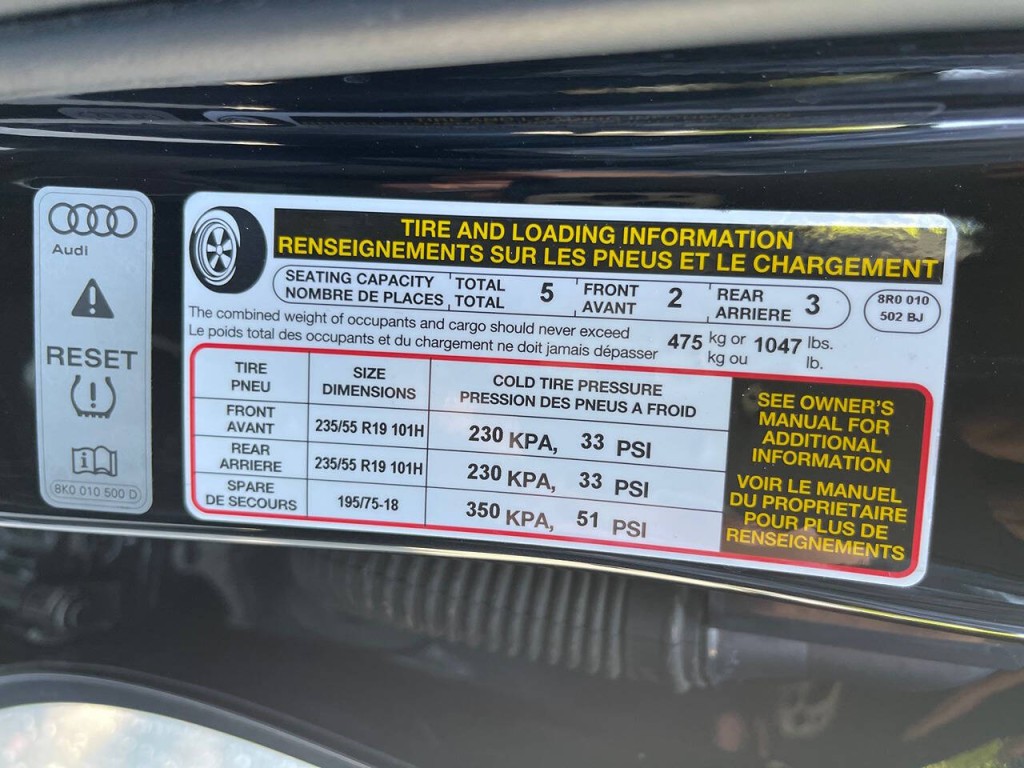 Audi
RESET
8K0 010 500 D
TIRE AND LOADING INFORMATION
RENSEIGNEMENTS SUR LES PNEUS ET LE CHARGEMENT
SEATING CAPACITY TOTAL 5 FRONT 2 REAR 3
NOMBRE DE PLACES TOTAL AVANT ARRIERE
8R0 010
502 BJ
The combined weight of occupants and cargo should never exceed 475 kg or 1047 lbs.
Le poids total des occupants et du chargement ne doit jamais dépasser kg ou lb.
TIRE SIZE COLD TIRE PRESSURE
PNEU DIMENSIONS PRESSION DES PNEUS A FROID
FRONT
AVANT 235/55 R19 101H 230 KPA, 33 PSI
REAR
ARRIERE 235/55 R19 101H 230 KPA, 33 PSI
SPARE
DE SECOURS 195/75-18 350 KPA, 51 PSI
SEE OWNER'S
MANUAL FOR
ADDITIONAL
INFORMATION
VOIR LE MANUEL
DU PROPRIETAIRE
POUR PLUS DE
RENSEIGNEMENTS